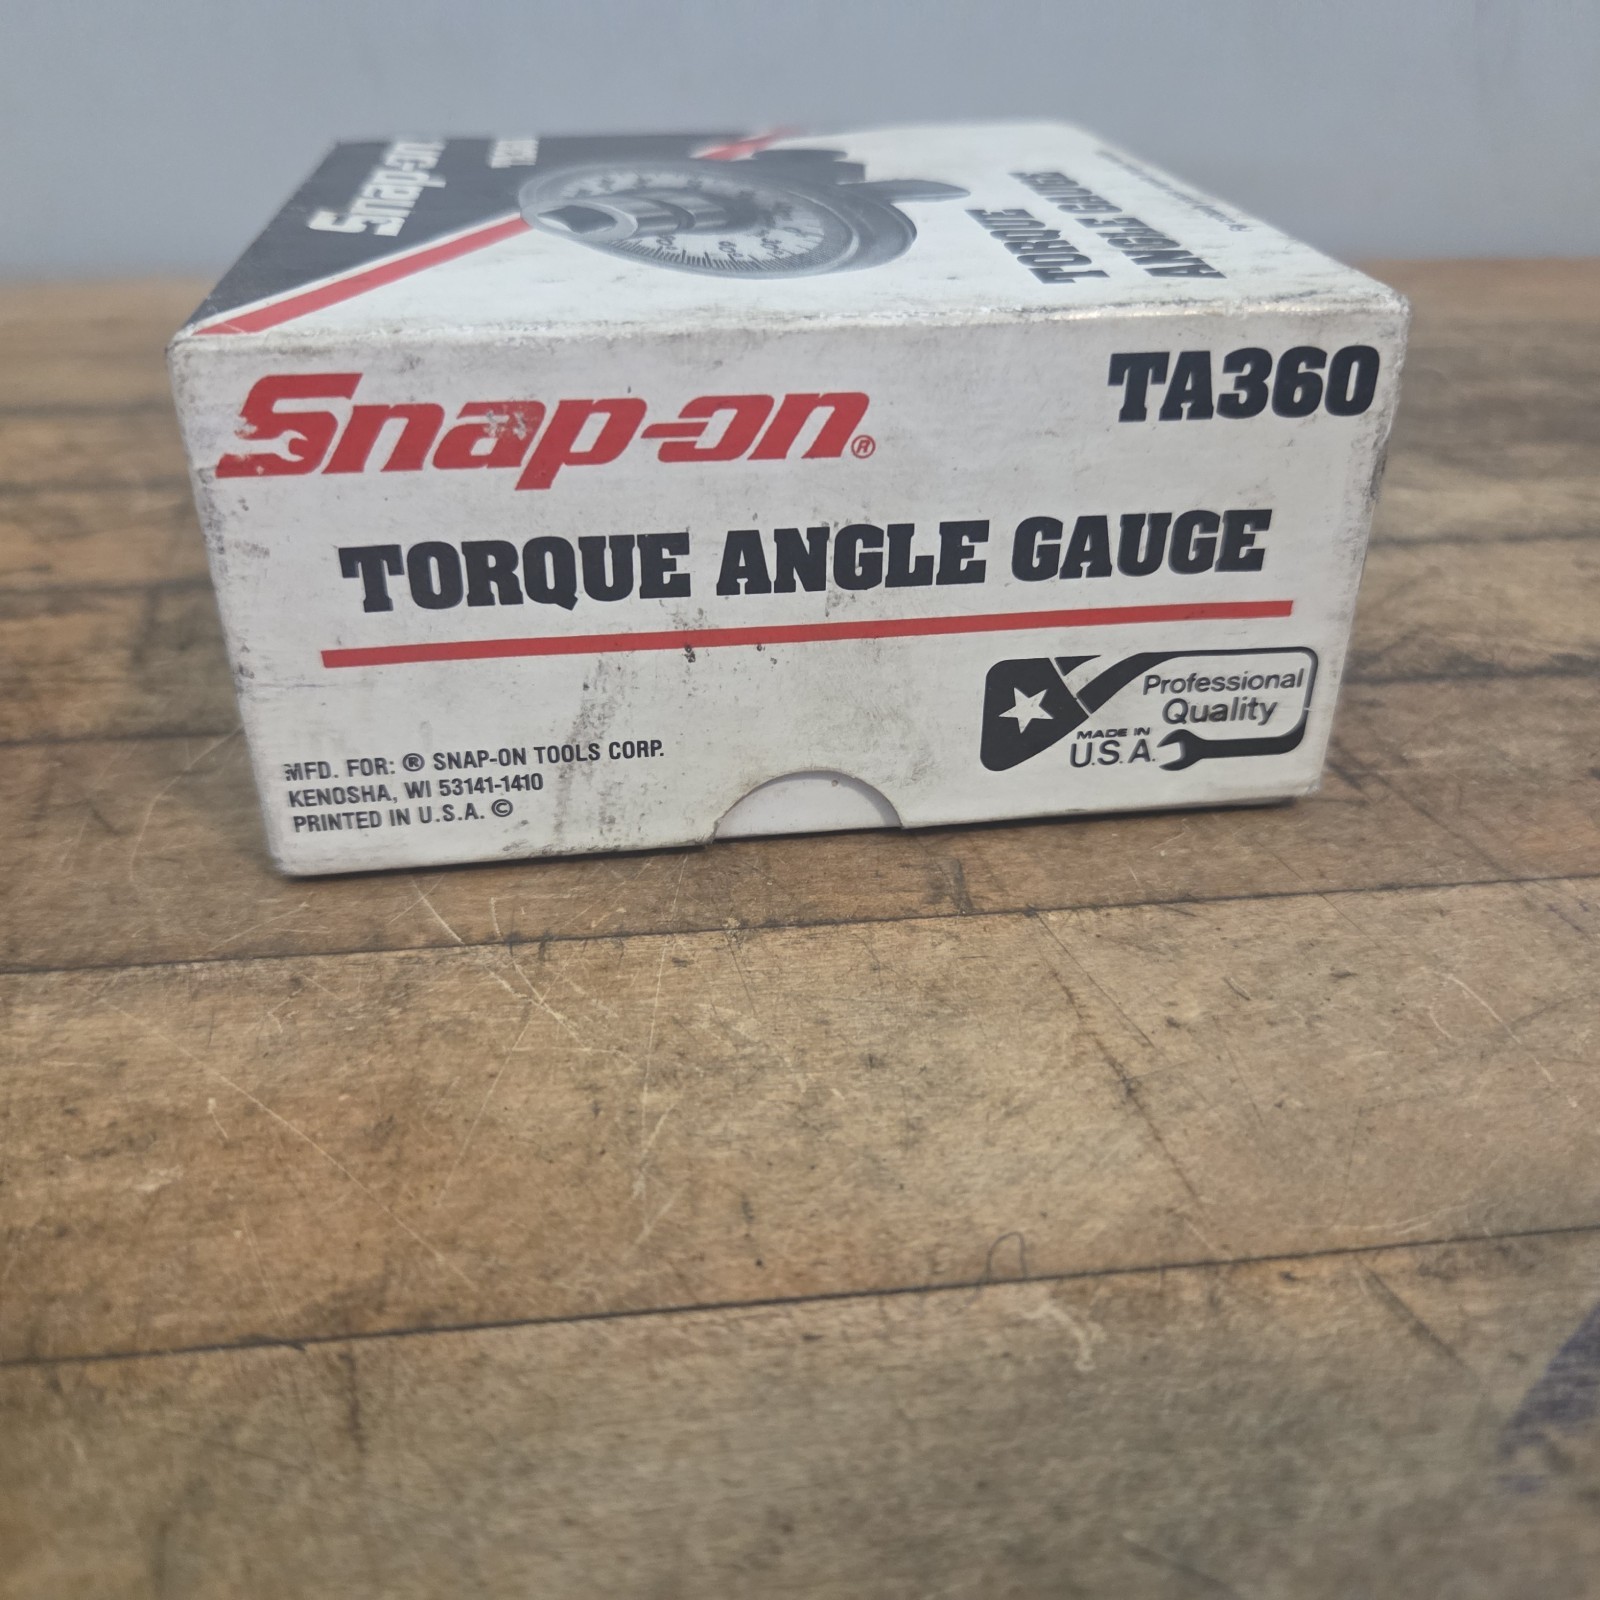 Snap-on
TA360
TORQUE
ANGLE GAUGE
Snap-on®
TA360
TORQUE ANGLE GAUGE
Professional
Quality
MADE IN
U.S.A.
MFD. FOR: ® SNAP-ON TOOLS CORP.
KENOSHA, WI 53141-1410
PRINTED IN U.S.A. ©